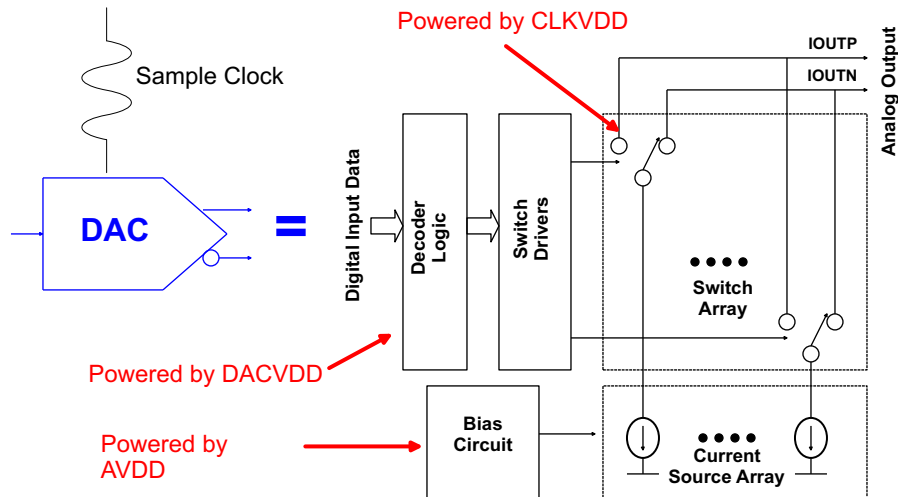 Powered by CLKVDD
Sample Clock
IOUTP
IOUTN
Analog Output
DAC
=
Digital Input Data
Decoder
Logic
Switch
Drivers
Switch
Array
Powered by DACVDD
Powered by
AVDD
Bias
Circuit
Current
Source Array